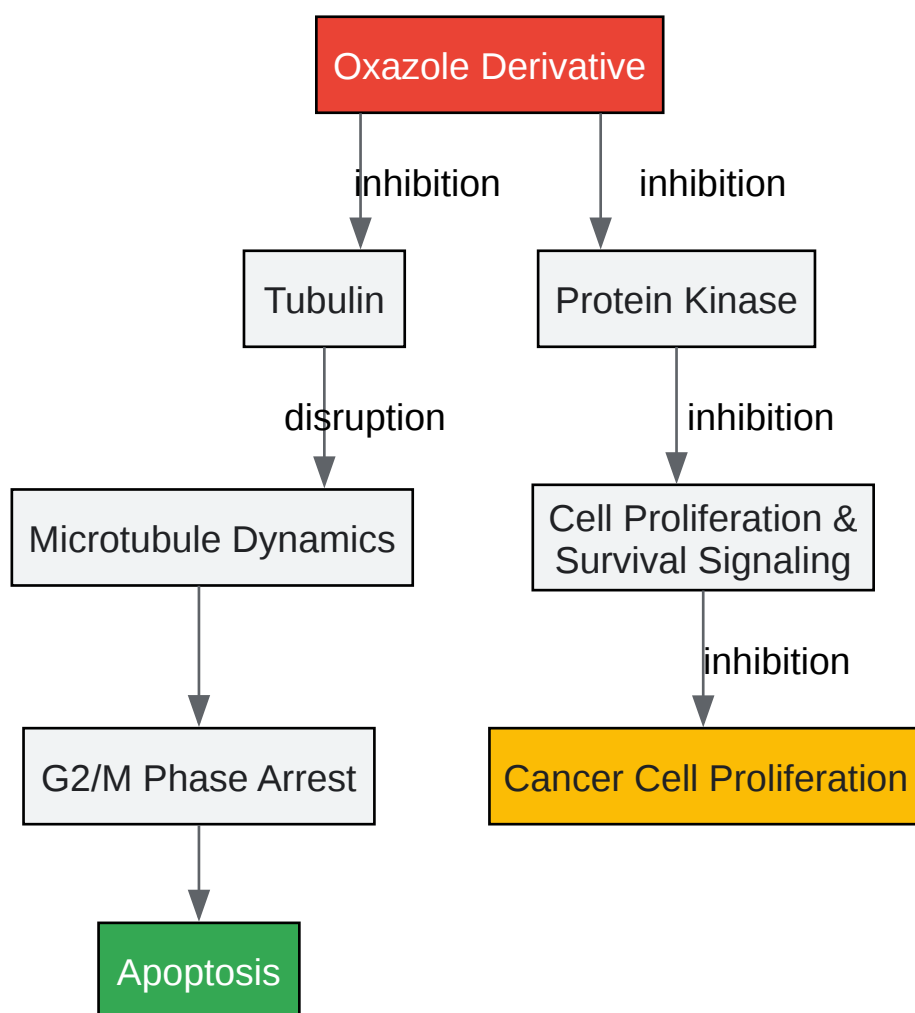 Oxazole Derivative
inhibition
inhibition
Tubulin
Protein Kinase
disruption
inhibition
Microtubule Dynamics
Cell Proliferation &
Survival Signaling
inhibition
G2/M Phase Arrest
Cancer Cell Proliferation
Apoptosis